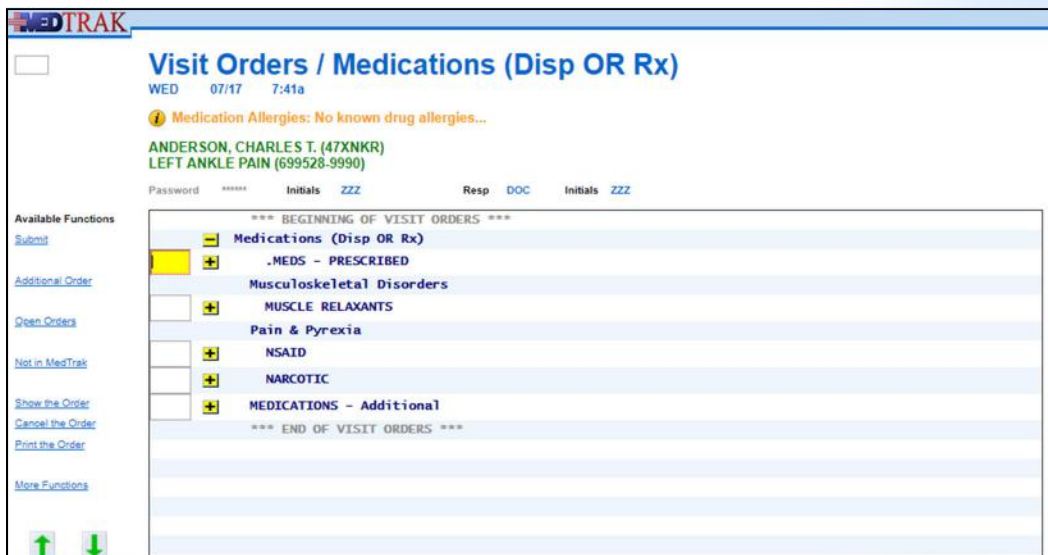 MEDTRAK
Visit Orders / Medications (Disp OR Rx)
WED 07/17 7:41a
i Medication Allergies: No known drug allergies...
ANDERSON, CHARLES T. (47XNKR)
LEFT ANKLE PAIN (699528-9990)
Password ****** Initials ZZZ Resp DOC Initials ZZZ
Available Functions
Submit
Additional Order
Open Orders
Not in MedTrak
Show the Order
Cancel the Order
Print the Order
More Functions
*** BEGINNING OF VISIT ORDERS ***
Medications (Disp OR Rx)
.MEDS - PRESCRIBED
Musculoskeletal Disorders
MUSCLE RELAXANTS
Pain & Pyrexia
NSAID
NARCOTIC
MEDICATIONS - Additional
*** END OF VISIT ORDERS ***